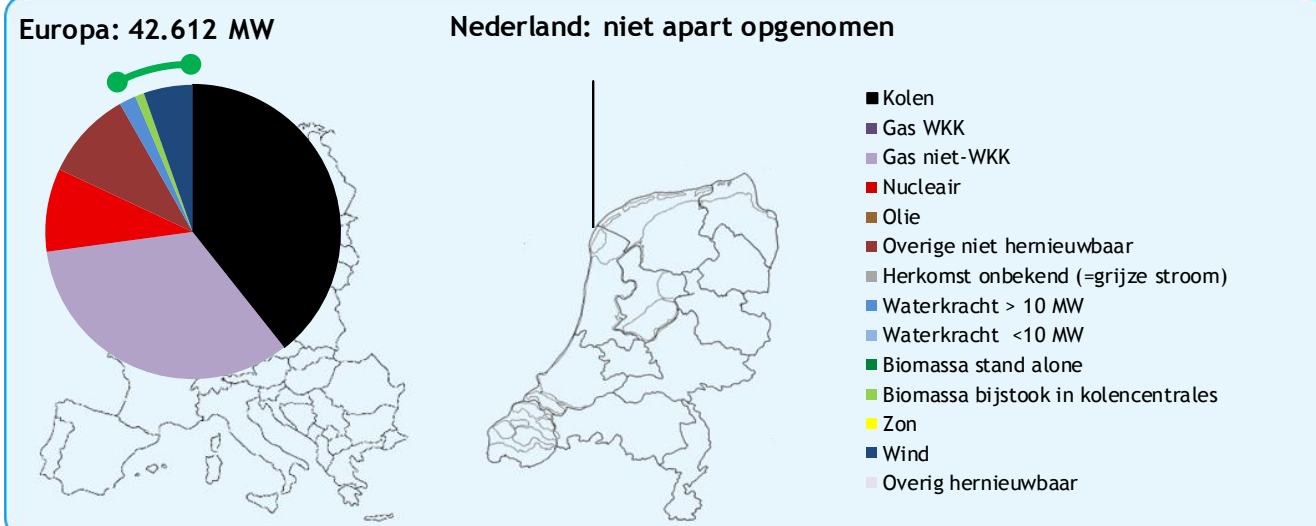 Europa: 42.612 MW
Nederland: niet apart opgenomen
Kolen
Gas WKK
Gas niet-WKK
Nucleair
Olie
Overige niet hernieuwbaar
Herkomst onbekend (=grijze stroom)
Waterkracht > 10 MW
Waterkracht <10 MW
Biomassa stand alone
Biomassa bijstook in kolencentrales
Zon
Wind
Overig hernieuwbaar